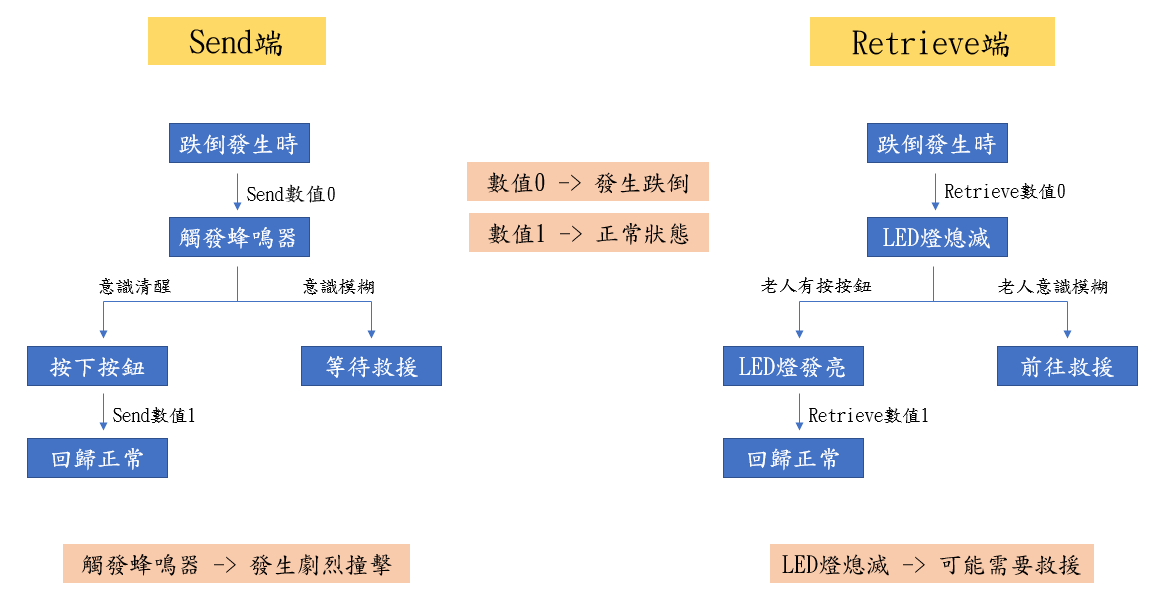 Send端
跌倒發生時
Send數值0
觸發蜂鳴器
意識清醒
意識模糊
按下按鈕
等待救援
Send數值1
回歸正常
觸發蜂鳴器 -> 發生劇烈撞擊
數值0 -> 發生跌倒
數值1 -> 正常狀態
Retrieve端
跌倒發生時
Retrieve數值0
LED燈熄滅
老人有按按鈕
老人意識模糊
LED燈發亮
前往救援
Retrieve數值1
回歸正常
LED燈熄滅 -> 可能需要救援